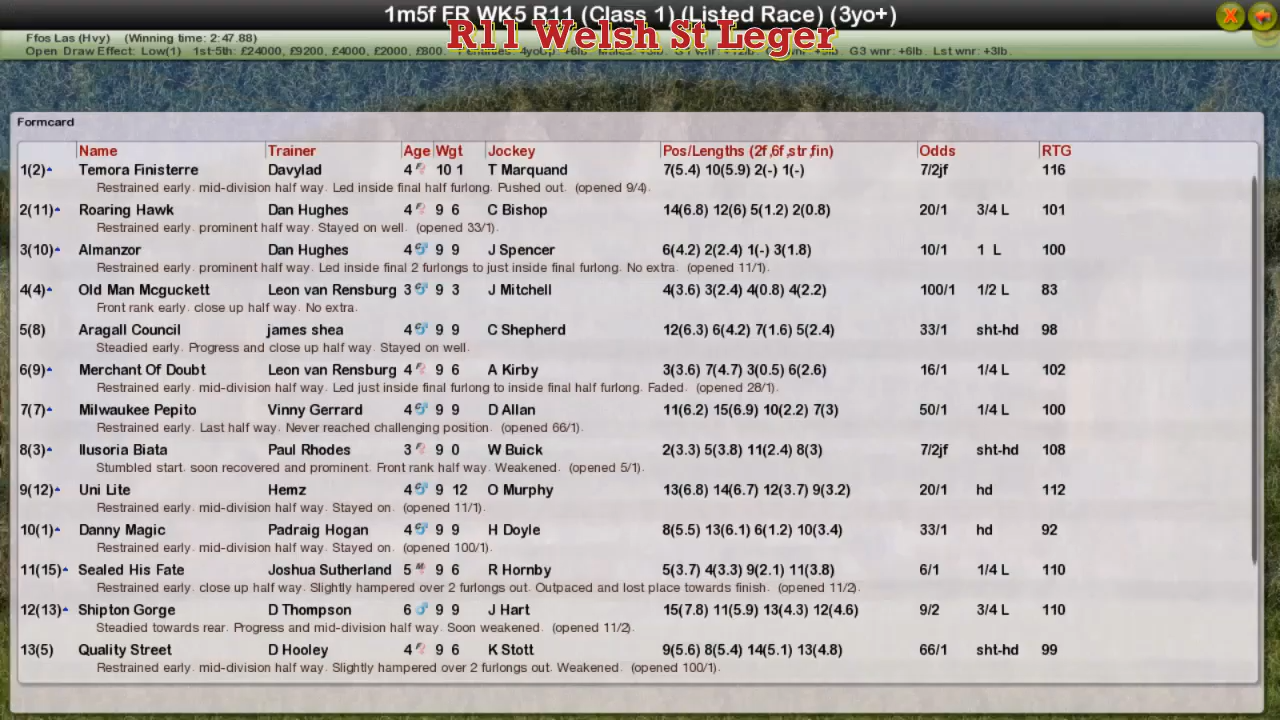 1m5f FR WK5 R11 (Class 1) (Listed Race) (3yo+)
R11 Welsh St Leger
Ffos Las (Hvy) (Winning time: 2:47.88)
Open Draw Effect: Low(1) 1st-5th: £24000, £9200, £4000, £2000, £800. G3 wnr: +6lb. Lst wnr: +3lb.
Formcard
Name Trainer Age Wgt Jockey Pos/Lengths (2f,6f,str,fin) Odds RTG
1(2) Temora Finisterre Davylad 4 10 1 T Marquand 7(5.4) 10(5.9) 2(-) 1(-) 7/2jf 116
Restrained early. mid-division half way. Led inside final half furlong. Pushed out. (opened 9/4).
2(11) Roaring Hawk Dan Hughes 4 9 6 C Bishop 14(6.8) 12(6) 5(1.2) 2(0.8) 20/1 3/4 L 101
Restrained early. prominent half way. Stayed on well. (opened 33/1).
3(10) Almanzor Dan Hughes 4 9 9 J Spencer 6(4.2) 2(2.4) 1(-) 3(1.8) 10/1 1 L 100
Restrained early. prominent half way. Led inside final 2 furlongs to just inside final furlong. No extra. (opened 11/1).
4(4) Old Man Mcguckett Leon van Rensburg 3 9 3 J Mitchell 4(3.6) 3(2.4) 4(0.8) 4(2.2) 100/1 1/2 L 83
Front rank early. close up half way. No extra.
5(8) Aragall Council james shea 4 9 9 C Shepherd 12(6.3) 6(4.2) 7(1.6) 5(2.4) 33/1 sht-hd 98
Steadied early. Progress and close up half way. Stayed on well.
6(9) Merchant Of Doubt Leon van Rensburg 4 9 6 A Kirby 3(3.6) 7(4.7) 3(0.5) 6(2.6) 16/1 1/4 L 102
Restrained early. mid-division half way. Led just inside final furlong to inside final half furlong. Faded. (opened 28/1).
7(7) Milwaukee Pepito Vinny Gerrard 4 9 9 D Allan 11(6.2) 15(6.9) 10(2.2) 7(3) 50/1 1/4 L 100
Restrained early. Last half way. Never reached challenging position. (opened 66/1).
8(3) Ilusoria Biata Paul Rhodes 3 9 0 W Buick 2(3.3) 5(3.8) 11(2.4) 8(3) 7/2jf sht-hd 108
Stumbled start. soon recovered and prominent. Front rank half way. Weakened. (opened 5/1).
9(12) Uni Lite Hemz 4 9 12 O Murphy 13(6.8) 14(6.7) 12(3.7) 9(3.2) 20/1 hd 112
Restrained early. mid-division half way. Stayed on. (opened 11/1).
10(1) Danny Magic Padraig Hogan 4 9 9 H Doyle 8(5.5) 13(6.1) 6(1.2) 10(3.4) 33/1 hd 92
Restrained early. mid-division half way. Stayed on. (opened 100/1).
11(15) Sealed His Fate Joshua Sutherland 5 9 6 R Hornby 5(3.7) 4(3.3) 9(2.1) 11(3.8) 6/1 1/4 L 110
Restrained early. close up half way. Slightly hampered over 2 furlongs out. Outpaced and lost place towards finish. (opened 11/2).
12(13) Shipton Gorge D Thompson 6 9 9 J Hart 15(7.8) 11(5.9) 13(4.3) 12(4.6) 9/2 3/4 L 110
Steadied towards rear. Progress and mid-division half way. Soon weakened. (opened 11/2).
13(5) Quality Street D Hooley 4 9 6 K Stott 9(5.6) 8(5.4) 14(5.1) 13(4.8) 66/1 sht-hd 99
Restrained early. mid-division half way. Slightly hampered over 2 furlongs out. Weakened. (opened 100/1).